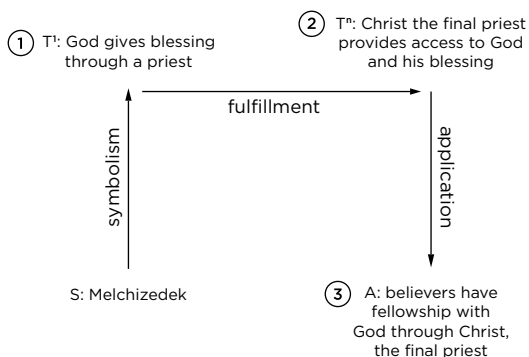 1 T¹: God gives blessing
through a priest
2 Tⁿ: Christ the final priest
provides access to God
and his blessing
fulfillment
symbolism
application
S: Melchizedek
3 A: believers have
fellowship with
God through Christ,
the final priest